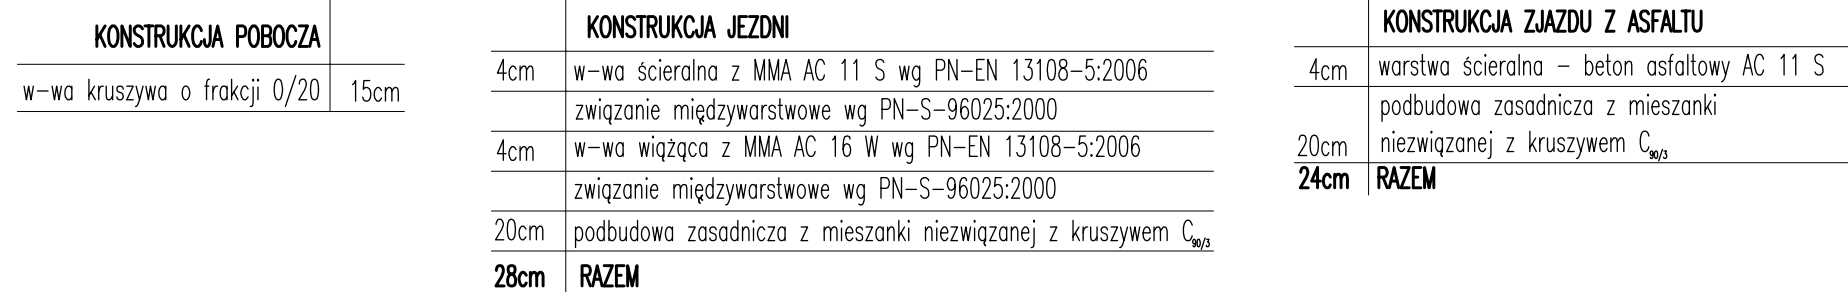 KONSTRUKCJA POBOCZA
w-wa kruszywa o frakcji 0/20 15cm
KONSTRUKCJA JEZDNI
4cm w-wa ścieralna z MMA AC 11 S wg PN-EN 13108-5:2006
związanie międzywarstwowe wg PN-S-96025:2000
4cm w-wa wiążąca z MMA AC 16 W wg PN-EN 13108-5:2006
związanie międzywarstwowe wg PN-S-96025:2000
20cm podbudowa zasadnicza z mieszanki niezwiązanej z kruszywem C90/3
28cm RAZEM
KONSTRUKCJA ZJAZDU Z ASFALTU
4cm warstwa ścieralna - beton asfaltowy AC 11 S
podbudowa zasadnicza z mieszanki
20cm niezwiązanej z kruszywem C90/3
24cm RAZEM